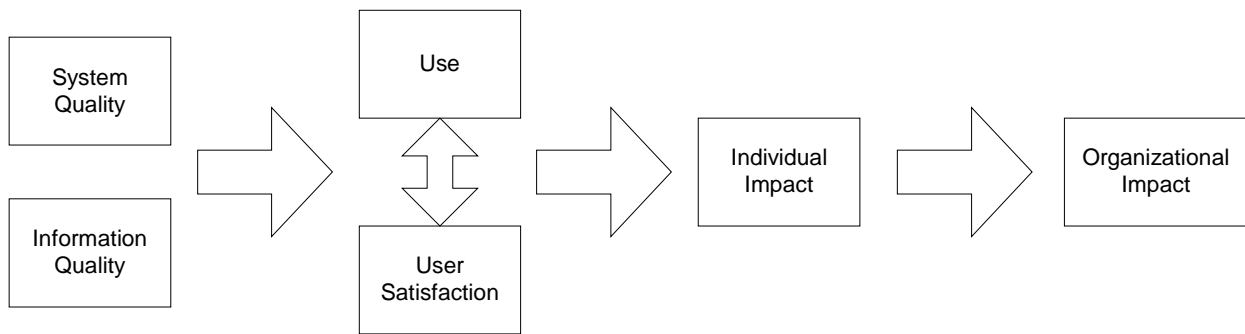 System
Quality
Information
Quality
Use
User
Satisfaction
Individual
Impact
Organizational
Impact